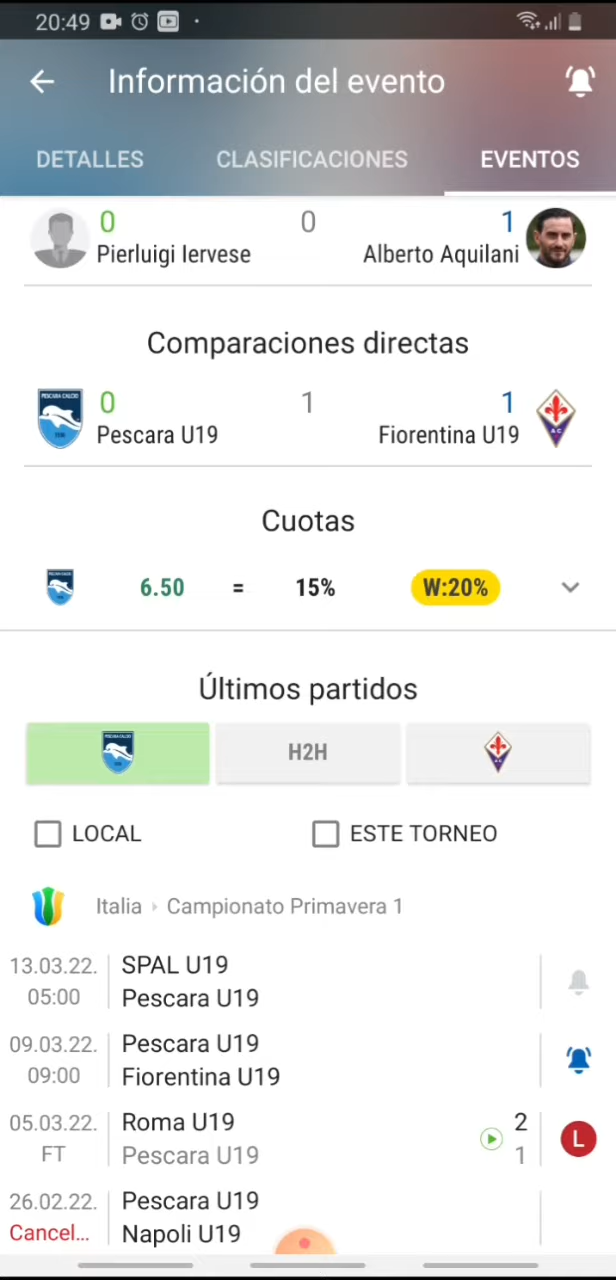 20:49
Información del evento
DETALLES CLASIFICACIONES EVENTOS
0 0 1
Pierluigi Iervese Alberto Aquilani
Comparaciones directas
0 1 1
Pescara U19 Fiorentina U19
Cuotas
6.50 = 15% W:20%
Últimos partidos
H2H
LOCAL ESTE TORNEO
Italia Campionato Primavera 1
13.03.22. SPAL U19
05:00 Pescara U19
09.03.22. Pescara U19
09:00 Fiorentina U19
05.03.22. Roma U19 2
FT Pescara U19 1 L
26.02.22. Pescara U19
Cancel... Napoli U19